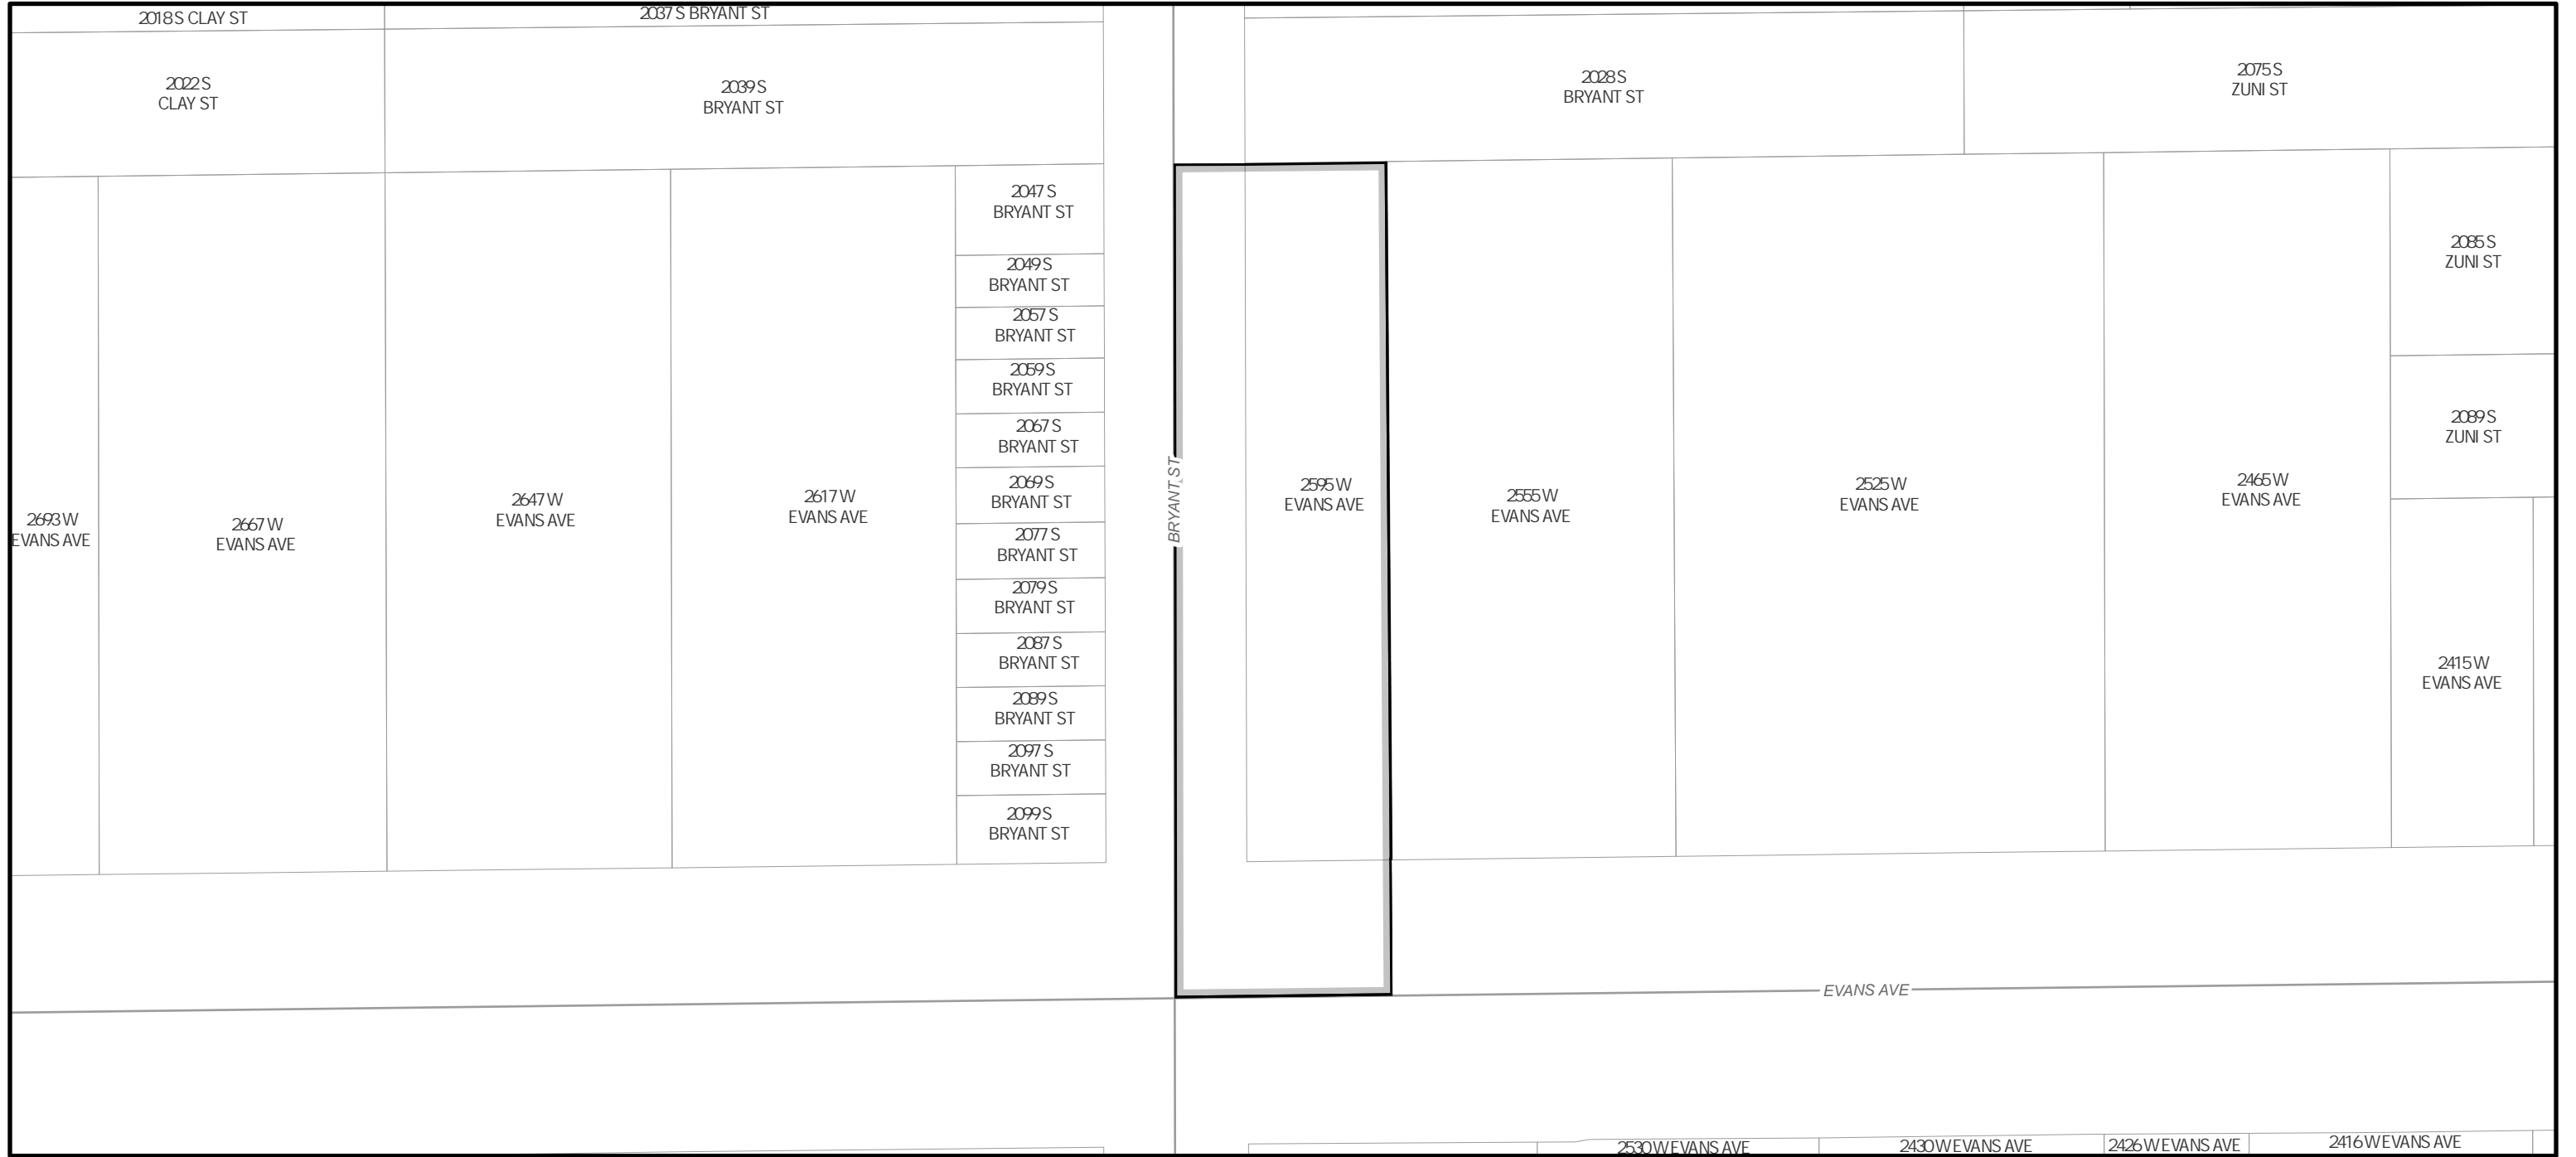 2018 S CLAY ST
2037 S BRYANT ST
2022 S
CLAY ST
2039 S
BRYANT ST
2028 S
BRYANT ST
2075 S
ZUNI ST
2047 S
BRYANT ST
2049 S
BRYANT ST
2057 S
BRYANT ST
2059 S
BRYANT ST
2067 S
BRYANT ST
2069 S
BRYANT ST
2077 S
BRYANT ST
2079 S
BRYANT ST
2087 S
BRYANT ST
2089 S
BRYANT ST
2097 S
BRYANT ST
2099 S
BRYANT ST
2693 W
EVANS AVE
2667 W
EVANS AVE
2647 W
EVANS AVE
2617 W
EVANS AVE
BRYANT ST
2595 W
EVANS AVE
2555 W
EVANS AVE
2525 W
EVANS AVE
2465 W
EVANS AVE
2085 S
ZUNI ST
2089 S
ZUNI ST
2415 W
EVANS AVE
EVANS AVE
2530 W EVANS AVE
2430 W EVANS AVE
2426 W EVANS AVE
2416 W EVANS AVE